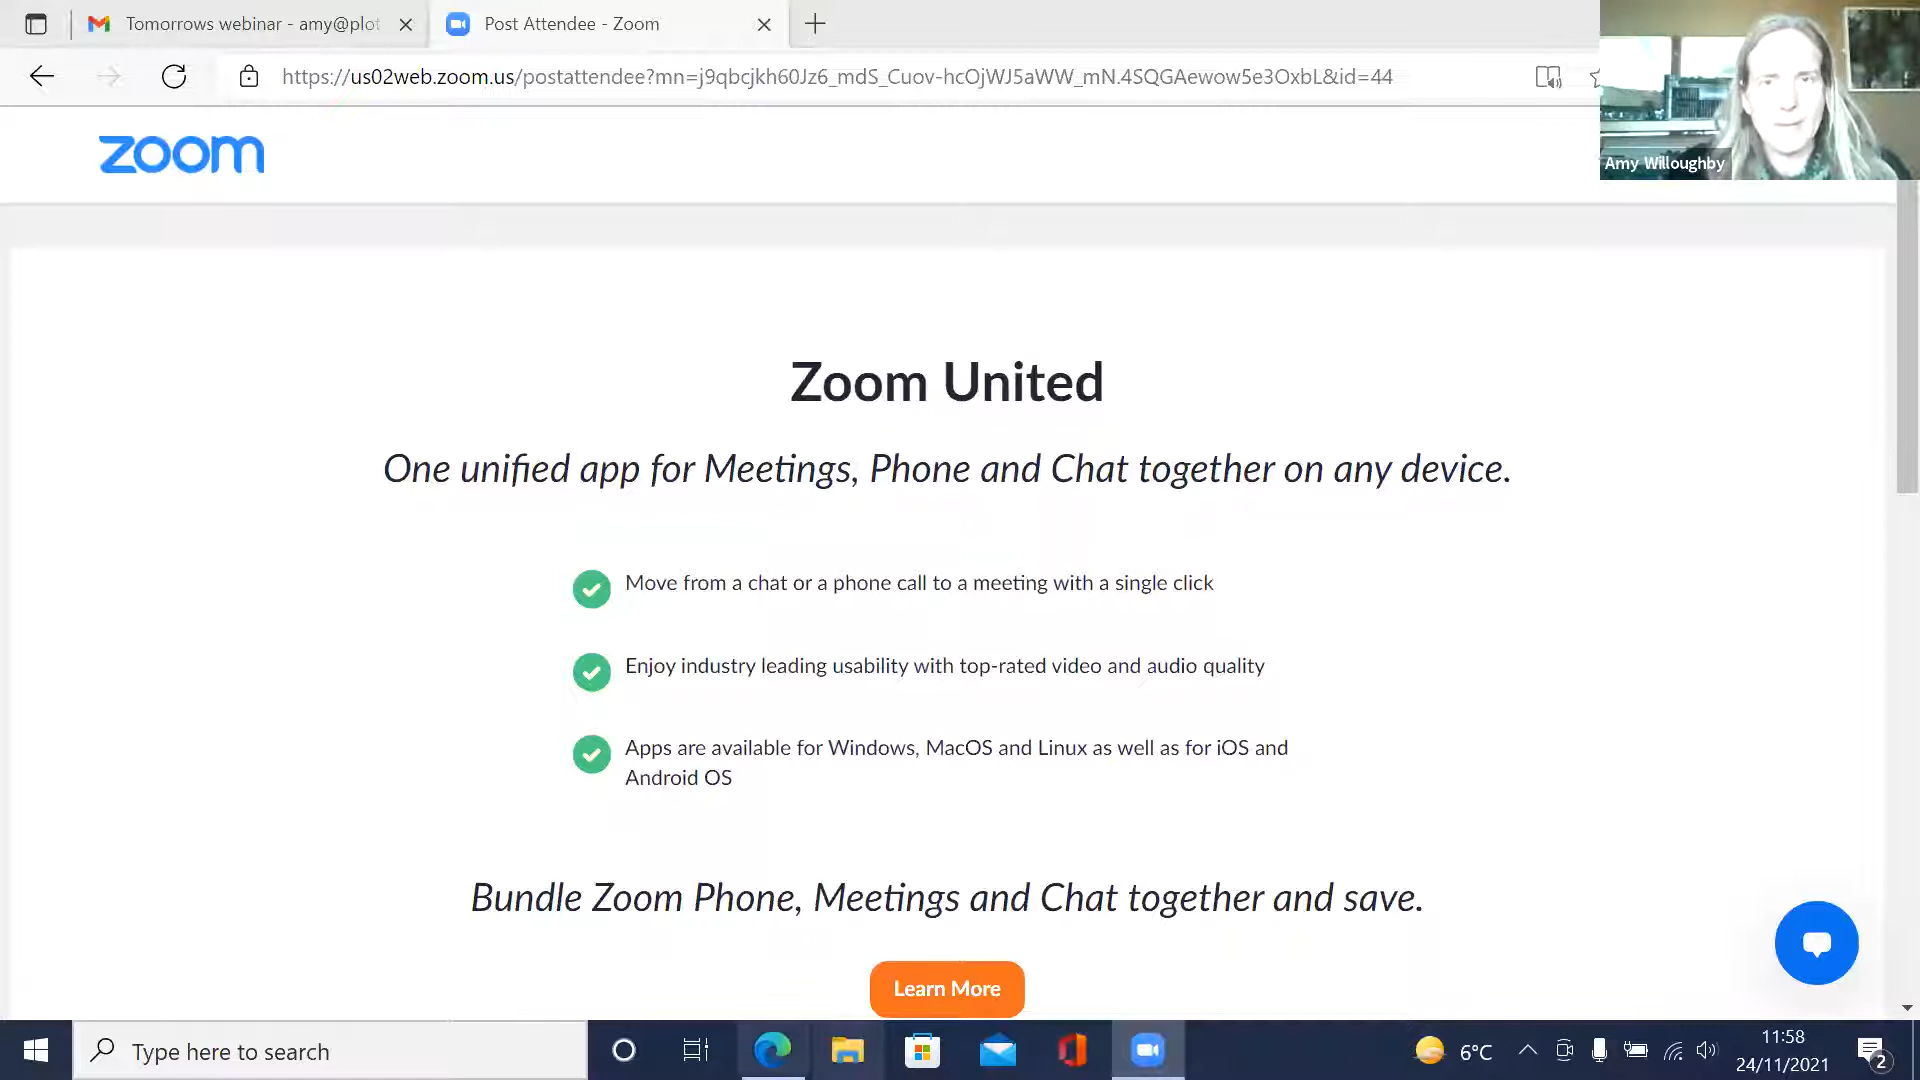 Tomorrows webinar - amy@plot
Post Attendee - Zoom
https://us02web.zoom.us/postattendee?mn=j9qbcjkh60Jz6_mdS_Cuov-hcOjWJ5aWW_mN.4SQGAewow5e3OxbL&id=44
Amy Willoughby
zoom
Zoom United
One unified app for Meetings, Phone and Chat together on any device.
Move from a chat or a phone call to a meeting with a single click
Enjoy industry leading usability with top-rated video and audio quality
Apps are available for Windows, MacOS and Linux as well as for iOS and
Android OS
Bundle Zoom Phone, Meetings and Chat together and save.
Learn More
Type here to search
6°C
11:58
24/11/2021
2